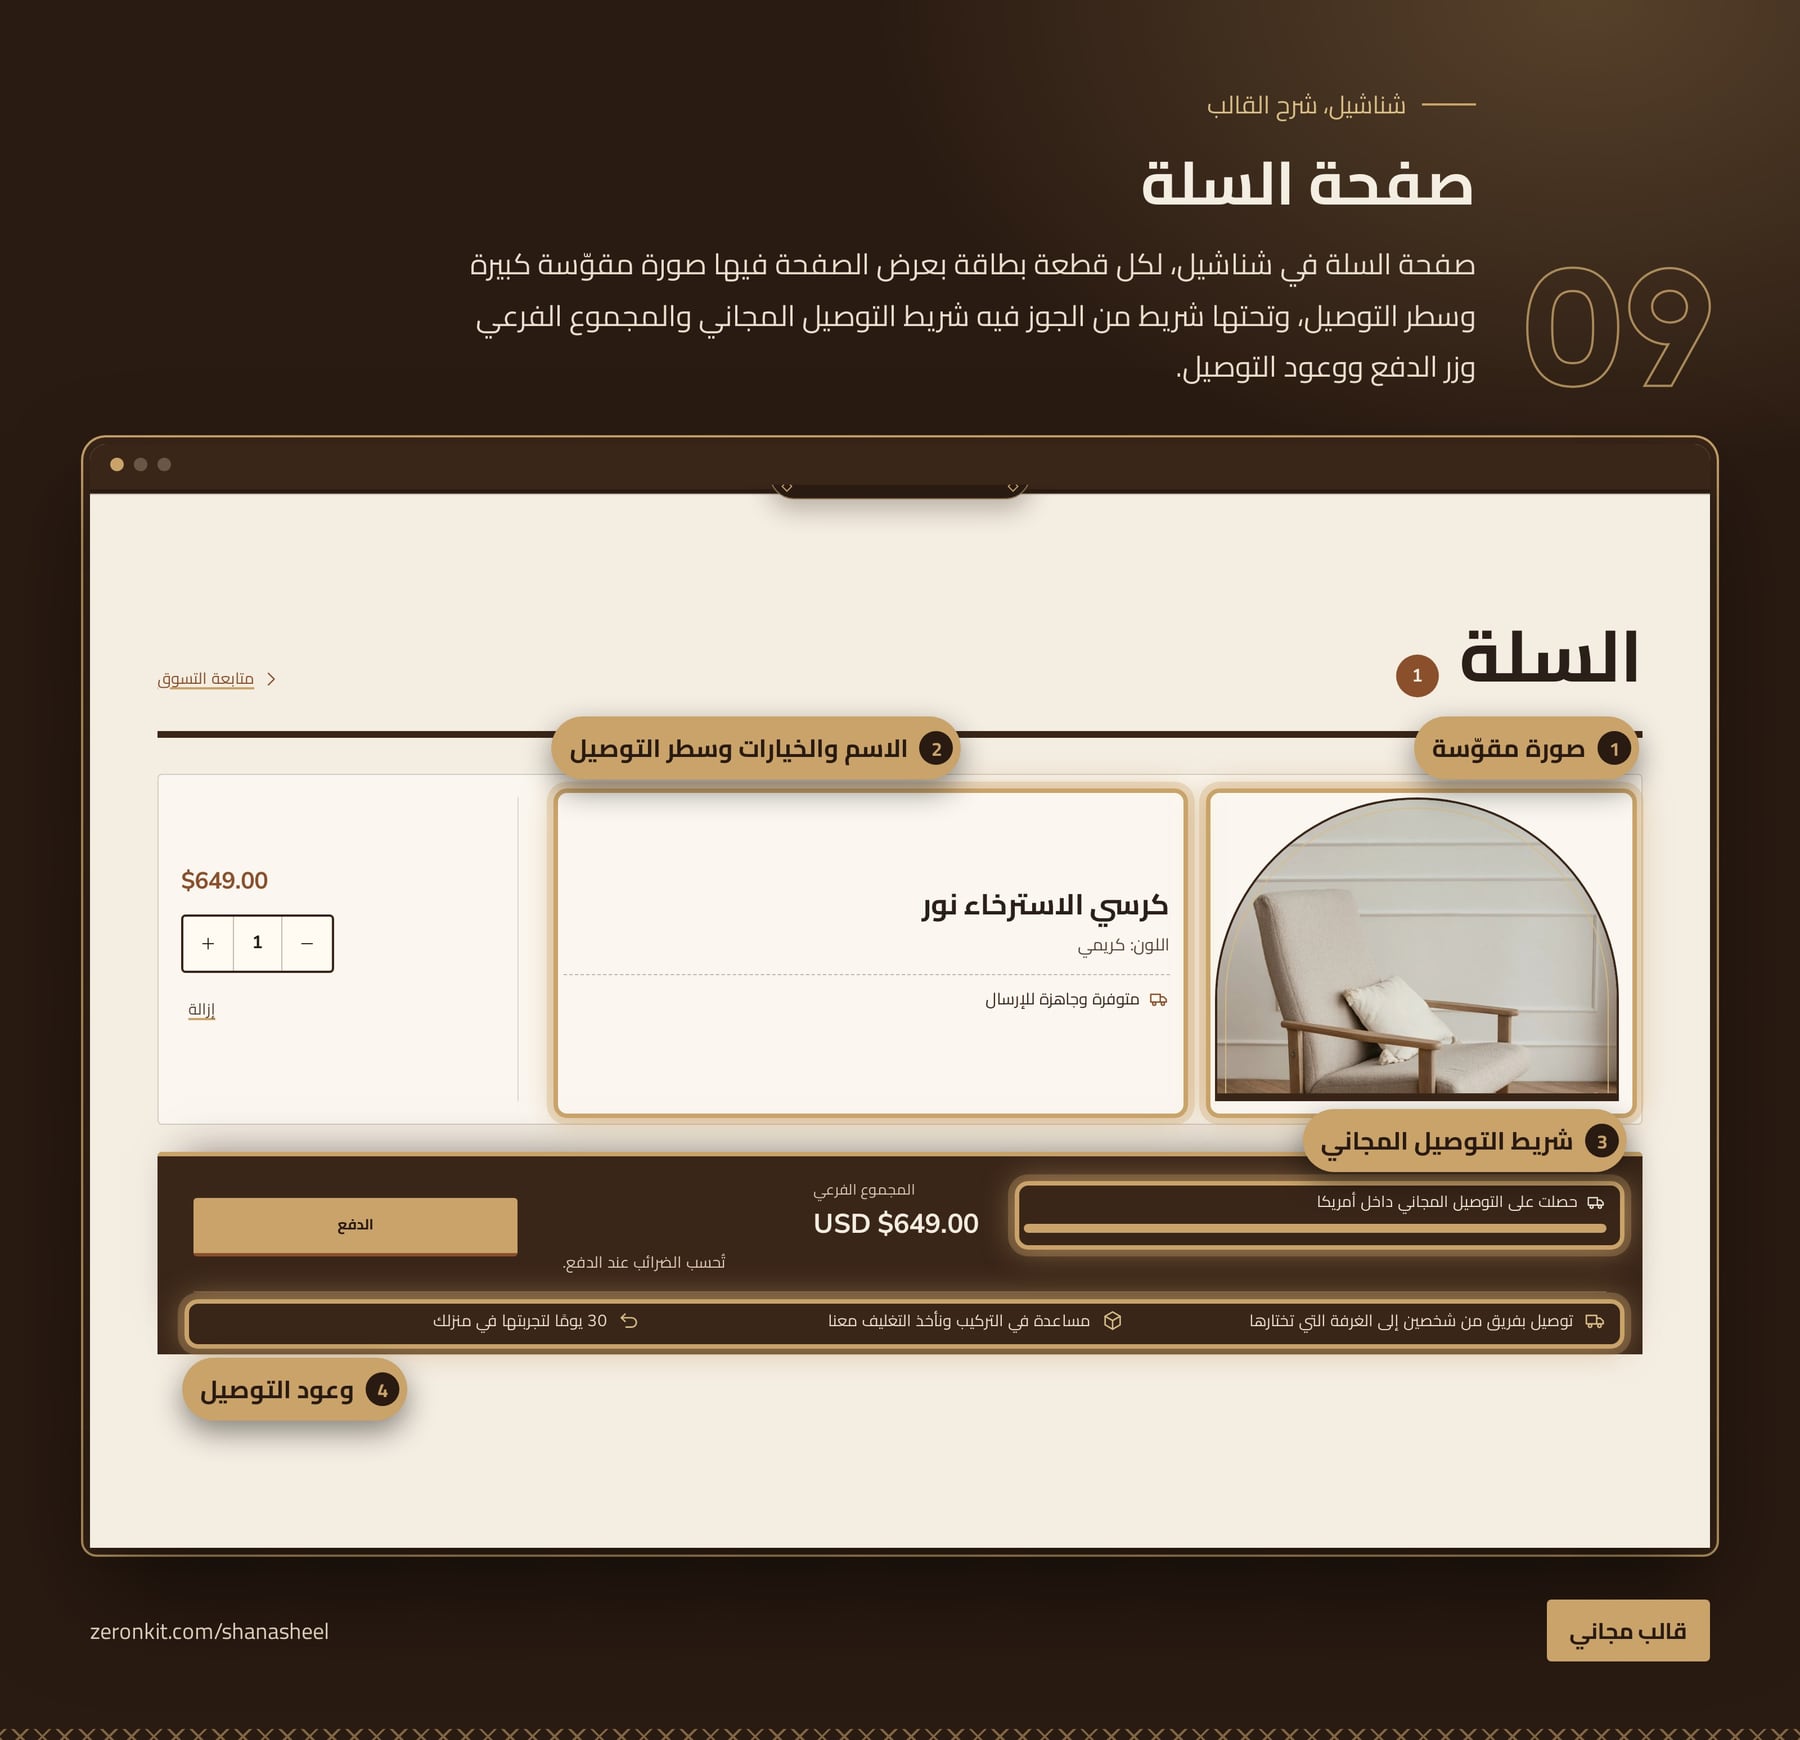 شناشيل، شرح القالب
صفحة السلة
09
صفحة السلة في شناشيل، لكل قطعة بطاقة بعرض الصفحة فيها صورة مقوّسة كبيرة
وسطر التوصيل، وتحتها شريط من الجوز فيه شريط التوصيل المجاني والمجموع الفرعي
وزر الدفع ووعود التوصيل.
السلة 1
متابعة التسوق
1 صورة مقوّسة
2 الاسم والخيارات وسطر التوصيل
كرسي الاسترخاء نور
اللون: كريمي
متوفرة وجاهزة للإرسال
$649.00
− 1 +
إزالة
3 شريط التوصيل المجاني
حصلت على التوصيل المجاني داخل أمريكا
المجموع الفرعي
$649.00 USD
تُحسب الضرائب عند الدفع.
الدفع
توصيل بفريق من شخصين إلى الغرفة التي تختارها
مساعدة في التركيب ونأخذ التغليف معنا
30 يومًا لتجربتها في منزلك
4 وعود التوصيل
قالب مجاني
zeronkit.com/shanasheel